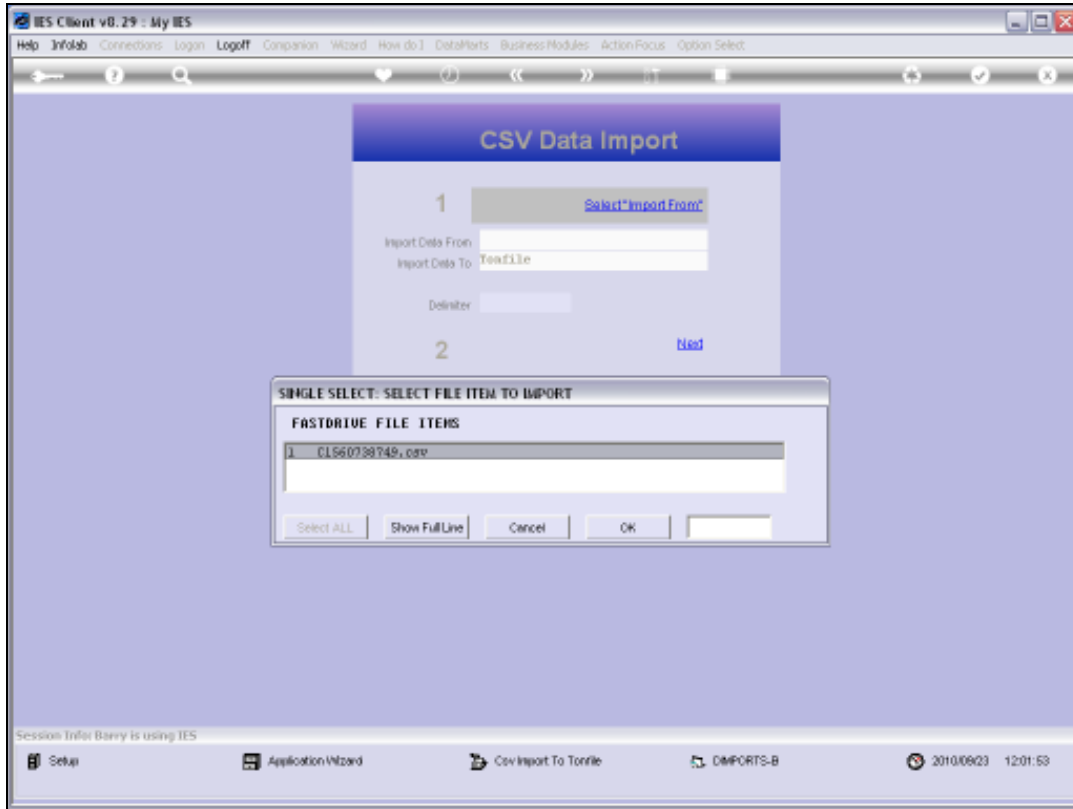 IES Client v8.29 : My IES
Help Infolab Connections Logon Logoff Companion Wizard How do I DataMarts Business Modules Action Focus Option Select
CSV Data Import
1 Select "Import From"
Import Data From
Import Data To Tonfile
Delimiter
2 Next
SINGLE SELECT: SELECT FILE ITEM TO IMPORT
FASTDRIVE FILE ITEMS
1 C1560738749.csv
Select ALL Show Full Line Cancel OK
Session Info: Barry is using IES
Setup Application Wizard Csv Import To Tonfile DIMPORTS-B 2010/09/23 12:01:53